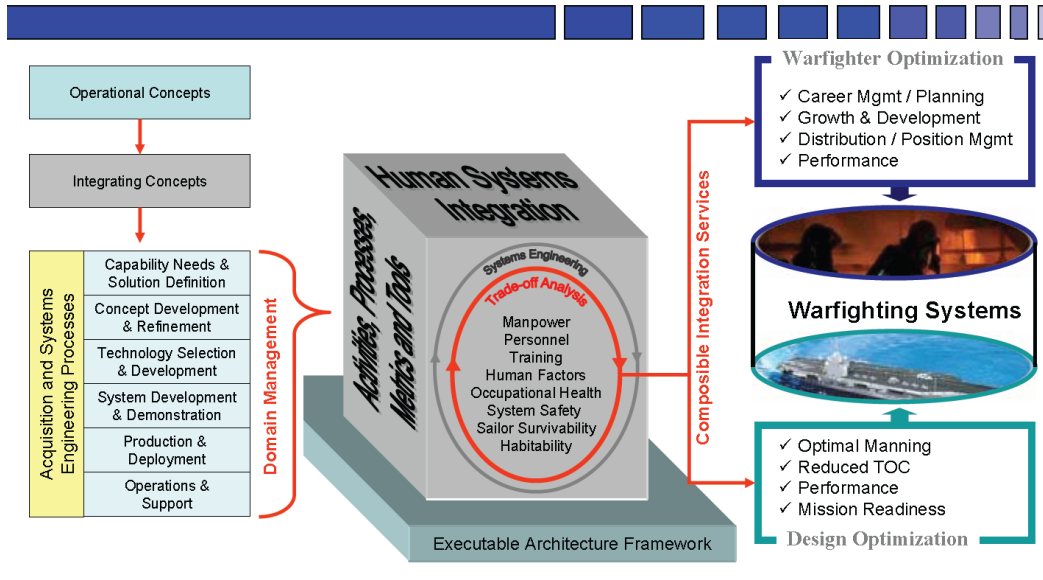 Operational Concepts
Integrating Concepts
Acquisition and Systems
Engineering Processes
Capability Needs &
Solution Definition
Concept Development
& Refinement
Technology Selection
& Development
System Development
& Demonstration
Production &
Deployment
Operations &
Support
Domain Management
Human Systems
Integration
Activities, Processes,
Metrics and Tools
Systems Engineering
Trade-off Analysis
Manpower
Personnel
Training
Human Factors
Occupational Health
System Safety
Sailor Survivability
Habitability
Executable Architecture Framework
Composible Integration Services
Warfighter Optimization
✓ Career Mgmt / Planning
✓ Growth & Development
✓ Distribution / Position Mgmt
✓ Performance
Warfighting Systems
✓ Optimal Manning
✓ Reduced TOC
✓ Performance
✓ Mission Readiness
Design Optimization